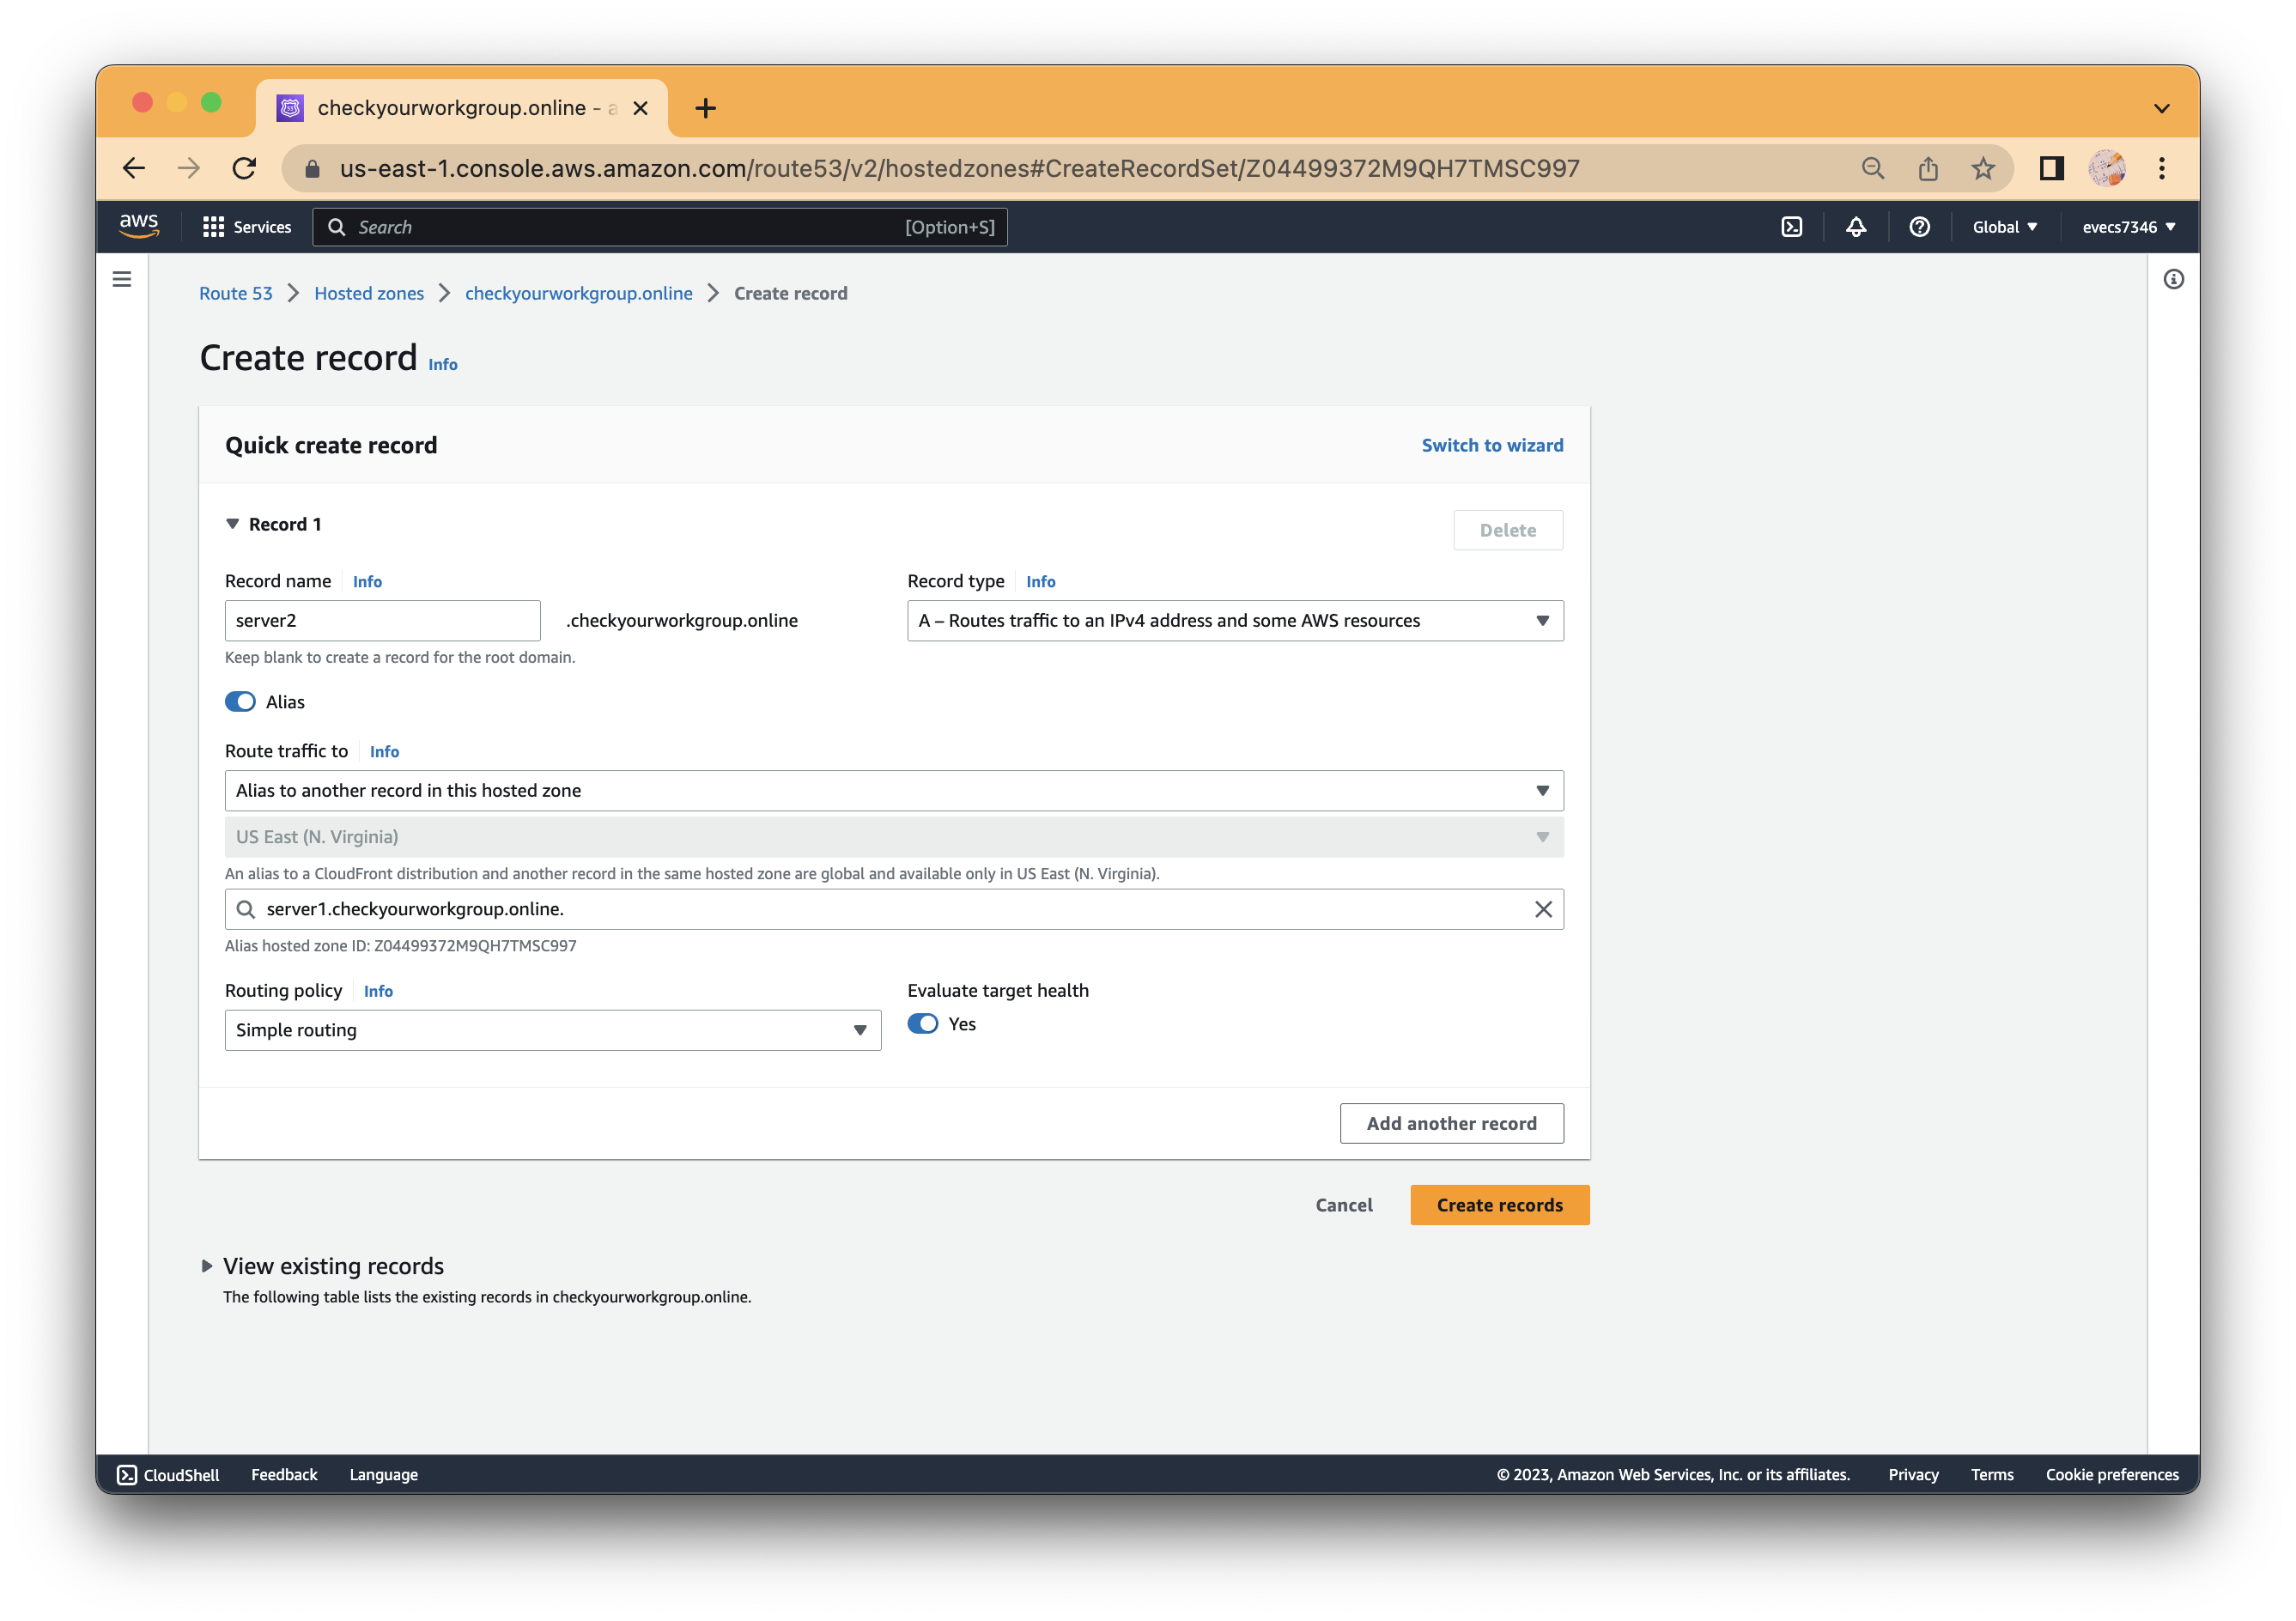 checkyourworkgroup.online - a
us-east-1.console.aws.amazon.com/route53/v2/hostedzones#CreateRecordSet/Z04499372M9QH7TMSC997
aws Services Search [Option+S] Global evecs7346
Route 53 Hosted zones checkyourworkgroup.online Create record
Create record Info
Quick create record Switch to wizard
Record 1 Delete
Record name Info Record type Info
server2 .checkyourworkgroup.online A – Routes traffic to an IPv4 address and some AWS resources
Keep blank to create a record for the root domain.
Alias
Route traffic to Info
Alias to another record in this hosted zone
US East (N. Virginia)
An alias to a CloudFront distribution and another record in the same hosted zone are global and available only in US East (N. Virginia).
server1.checkyourworkgroup.online.
Alias hosted zone ID: Z04499372M9QH7TMSC997
Routing policy Info Evaluate target health
Simple routing Yes
Add another record
Cancel Create records
View existing records
The following table lists the existing records in checkyourworkgroup.online.
CloudShell Feedback Language © 2023, Amazon Web Services, Inc. or its affiliates. Privacy Terms Cookie preferences